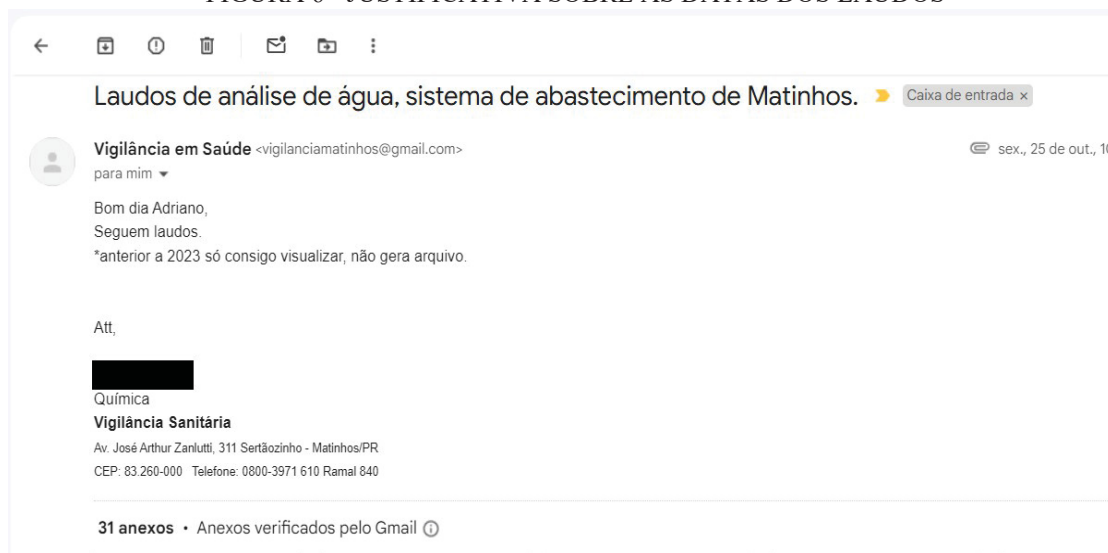 Laudos de análise de água, sistema de abastecimento de Matinhos. Caixa de entrada ×
Vigilância em Saúde <vigilanciamatinhos@gmail.com> sex., 25 de out.,
para mim
Bom dia Adriano,
Seguem laudos.
*anterior a 2023 só consigo visualizar, não gera arquivo.
Att,
Química
Vigilância Sanitária
Av. José Arthur Zanlutti, 311 Sertãozinho - Matinhos/PR
CEP: 83.260-000 Telefone: 0800-3971 610 Ramal 840
31 anexos • Anexos verificados pelo Gmail